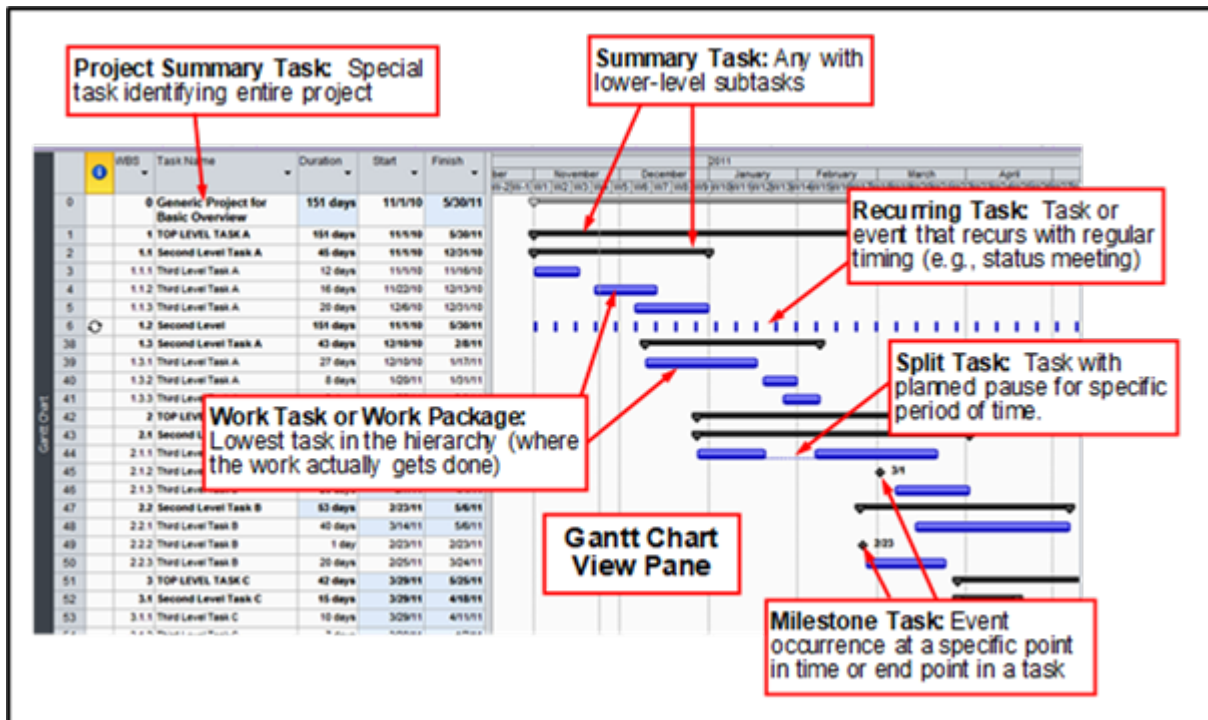 Project Summary Task: Special
task identifying entire project
Summary Task: Any with
lower-level subtasks
WBS Task Name Duration Start Finish
2011
ber November December January February March April
0 0 Generic Project for 151 days 11/1/10 5/30/11
Basic Overview
1 1 TOP LEVEL TASK A 151 days 11/1/10 5/30/11
2 1.1 Second Level Task A 45 days 11/1/10 12/31/10
3 1.1.1 Third Level Task A 12 days 11/1/10 11/16/10
4 1.1.2 Third Level Task A 16 days 11/22/10 12/13/10
5 1.1.3 Third Level Task A 20 days 12/6/10 12/31/10
6 1.2 Second Level 151 days 11/1/10 5/30/11
38 1.3 Second Level Task A 43 days 12/10/10 2/8/11
39 1.3.1 Third Level Task A 27 days 12/10/10 1/17/11
40 1.3.2 Third Level Task A 8 days 1/20/11 1/31/11
41 1.3.3 Third Level Task
42 2 TOP LEVE
43 2.1 Second L
44 2.1.1 Third Level
45 2.1.2 Third Level
46 2.1.3 Third Level Task B
47 2.2 Second Level Task B 53 days 2/23/11 5/6/11
48 2.2.1 Third Level Task B 40 days 3/14/11 5/6/11
49 2.2.2 Third Level Task B 1 day 2/23/11 2/23/11
50 2.2.3 Third Level Task B 20 days 2/25/11 3/24/11
51 3 TOP LEVEL TASK C 42 days 3/29/11 5/25/11
52 3.1 Second Level Task C 15 days 3/29/11 4/18/11
53 3.1.1 Third Level Task C 10 days 3/29/11 4/11/11
Gantt Chart
Recurring Task: Task or
event that recurs with regular
timing (e.g., status meeting)
Split Task: Task with
planned pause for specific
period of time.
Work Task or Work Package:
Lowest task in the hierarchy (where
the work actually gets done)
3/1
2/23
Gantt Chart
View Pane
Milestone Task: Event
occurrence at a specific point
in time or end point in a task